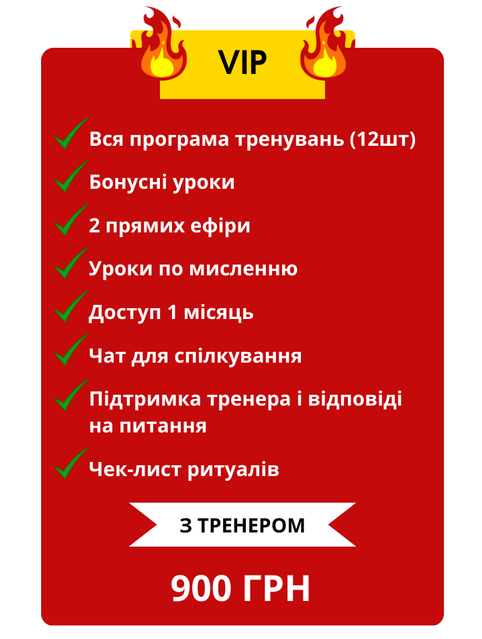 VIP
Вся програма тренувань (12шт)
Бонусні уроки
2 прямих ефіри
Уроки по мисленню
Доступ 1 місяць
Чат для спілкування
Підтримка тренера і відповіді
на питання
Чек-лист ритуалів
З ТРЕНЕРОМ
900 ГРН